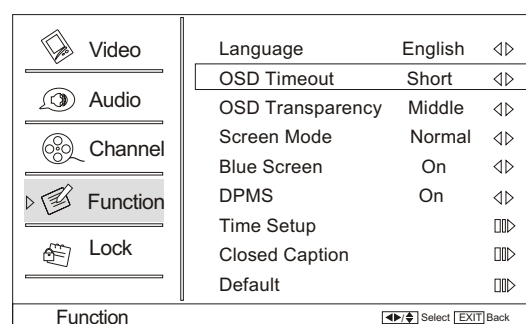 Video
Audio
Channel
Function
Lock
Language English
OSD Timeout Short
OSD Transparency Middle
Screen Mode Normal
Blue Screen On
DPMS On
Time Setup
Closed Caption
Default
Function
/ Select EXIT Back